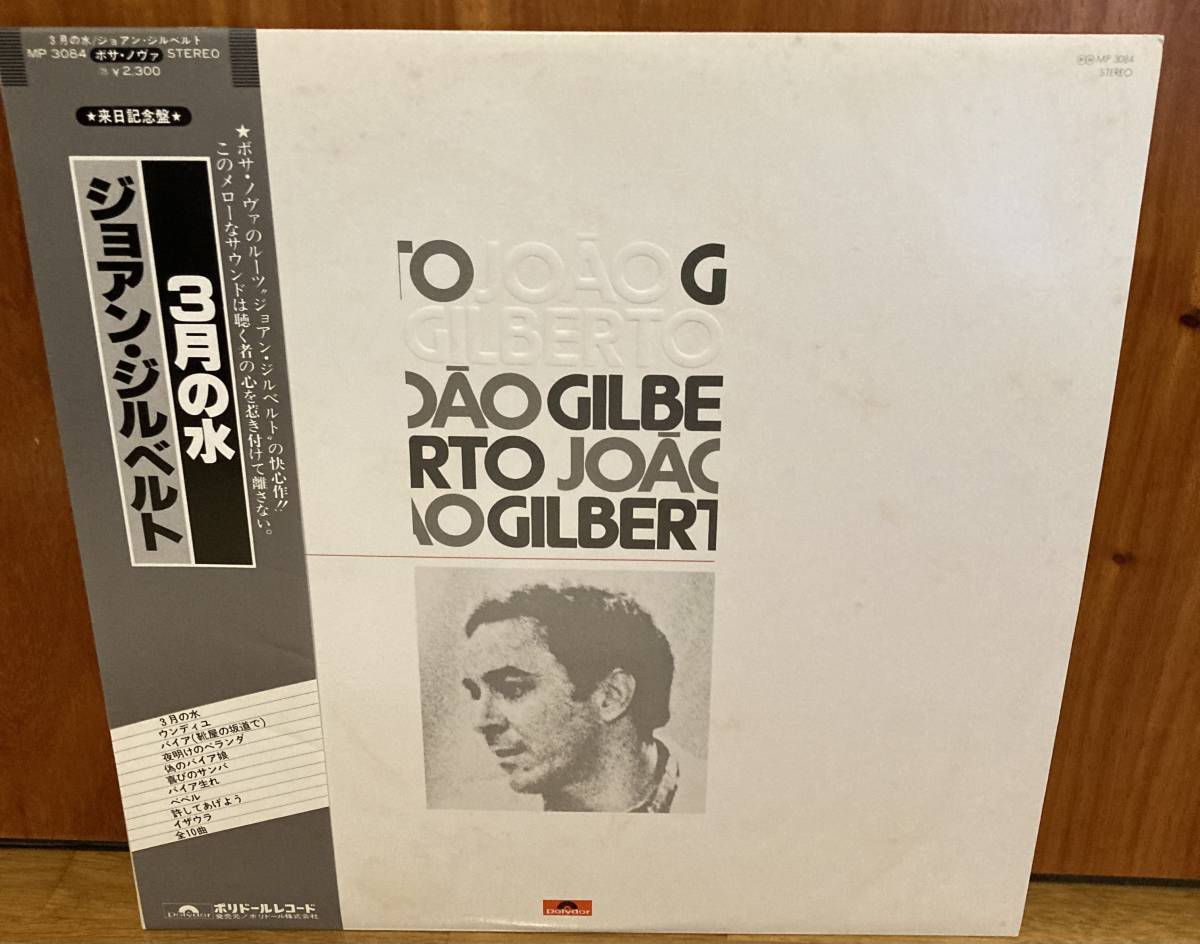 3月の水/ジョアン・ジルベルト
MP 3084 ボサ・ノヴァ STEREO
¥2,300
★来日記念盤★
★ボサ・ノヴァのルーツ“ジョアン・ジルベルト”の快心作!!
このメローなサウンドは聴く者の心を惹き付けて離さない。
3月の水
ジョアン・ジルベルト
3月の水
ウンディユ
バイア(靴屋の坂道で)
夜明けのベランダ
偽のバイア娘
喜びのサンバ
バイア生れ
ベベル
許してあげよう
イザウラ
全10曲
Polydor
ポリドールレコード
発売元/ポリドール株式会社
MP 3084
STEREO
TO JOÃO G
GILBERTO
OÃO GILBE
RTO JOÃO
ÃO GILBERT
Polydor